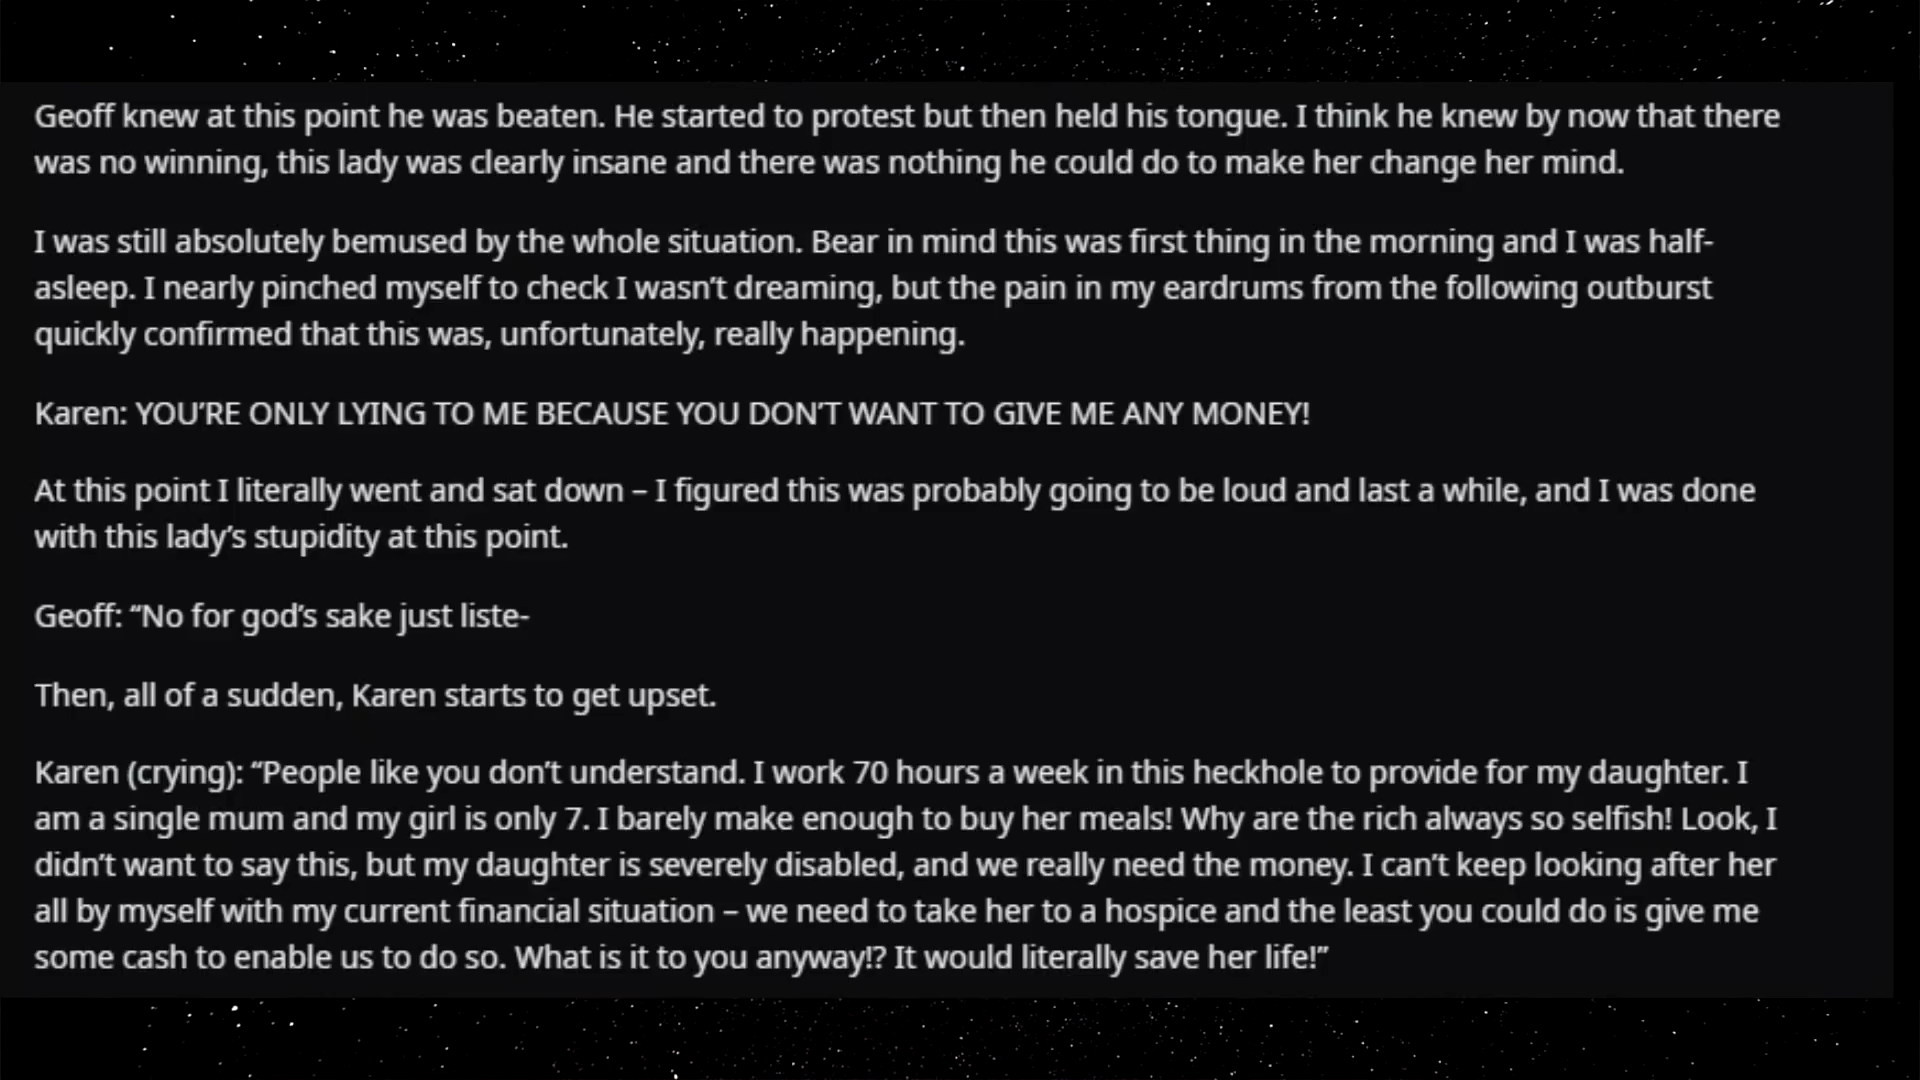 Geoff knew at this point he was beaten. He started to protest but then held his tongue. I think he knew by now that there
was no winning, this lady was clearly insane and there was nothing he could do to make her change her mind.
I was still absolutely bemused by the whole situation. Bear in mind this was first thing in the morning and I was half-
asleep. I nearly pinched myself to check I wasn’t dreaming, but the pain in my eardrums from the following outburst
quickly confirmed that this was, unfortunately, really happening.
Karen: YOU’RE ONLY LYING TO ME BECAUSE YOU DON’T WANT TO GIVE ME ANY MONEY!
At this point I literally went and sat down – I figured this was probably going to be loud and last a while, and I was done
with this lady’s stupidity at this point.
Geoff: “No for god’s sake just liste-
Then, all of a sudden, Karen starts to get upset.
Karen (crying): “People like you don’t understand. I work 70 hours a week in this heckhole to provide for my daughter. I
am a single mum and my girl is only 7. I barely make enough to buy her meals! Why are the rich always so selfish! Look, I
didn’t want to say this, but my daughter is severely disabled, and we really need the money. I can’t keep looking after her
all by myself with my current financial situation – we need to take her to a hospice and the least you could do is give me
some cash to enable us to do so. What is it to you anyway!? It would literally save her life!”